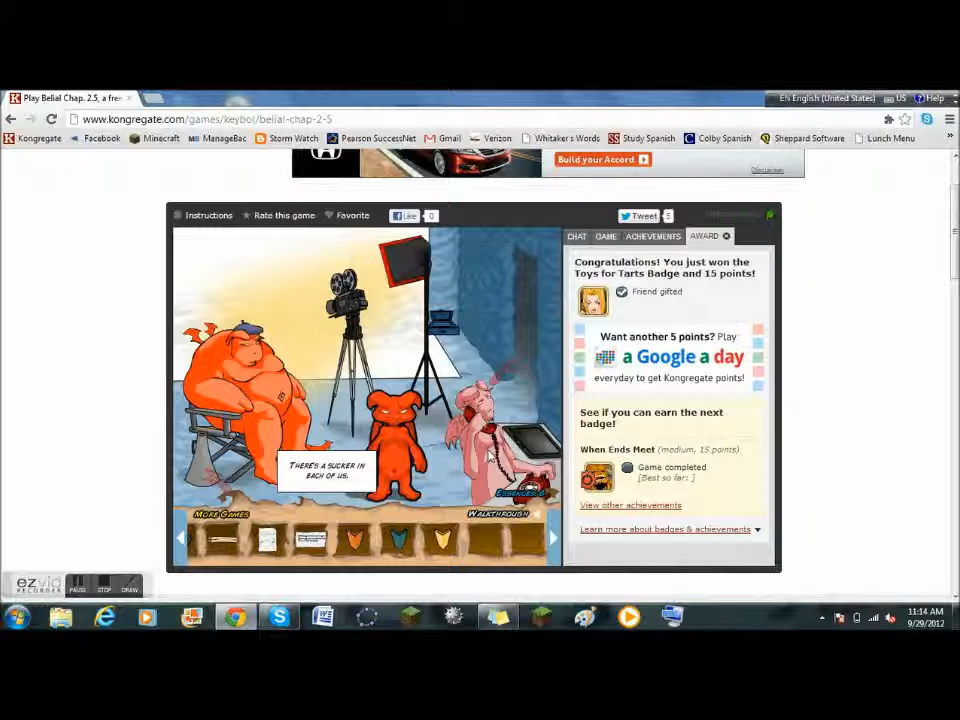 Play Belial Chap. 2.5, a free
EN English (United States) US Help
www.kongregate.com/games/keybol/belial-chap-2-5
Kongregate Facebook Minecraft ManageBac Storm Watch Pearson SuccessNet Gmail Verizon Whitaker's Words Study Spanish Colby Spanish Sheppard Software Lunch Menu
Build your Accord
Disclaimer
Instructions Rate this game Favorite Like 0 Tweet 5
CHAT GAME ACHIEVEMENTS AWARD
Congratulations! You just won the
Toys for Tarts Badge and 15 points!
Friend gifted
Want another 5 points? Play
a Google a day
everyday to get Kongregate points!
See if you can earn the next
badge!
When Ends Meet (medium, 15 points)
Game completed
[Best so far: ]
View other achievements
Learn more about badges & achievements
THERE'S A SUCKER IN
EACH OF US.
MORE GAMES
WALKTHROUGH
ezvid
RECORDER
PAUSE STOP DRAW
11:14 AM
9/29/2012